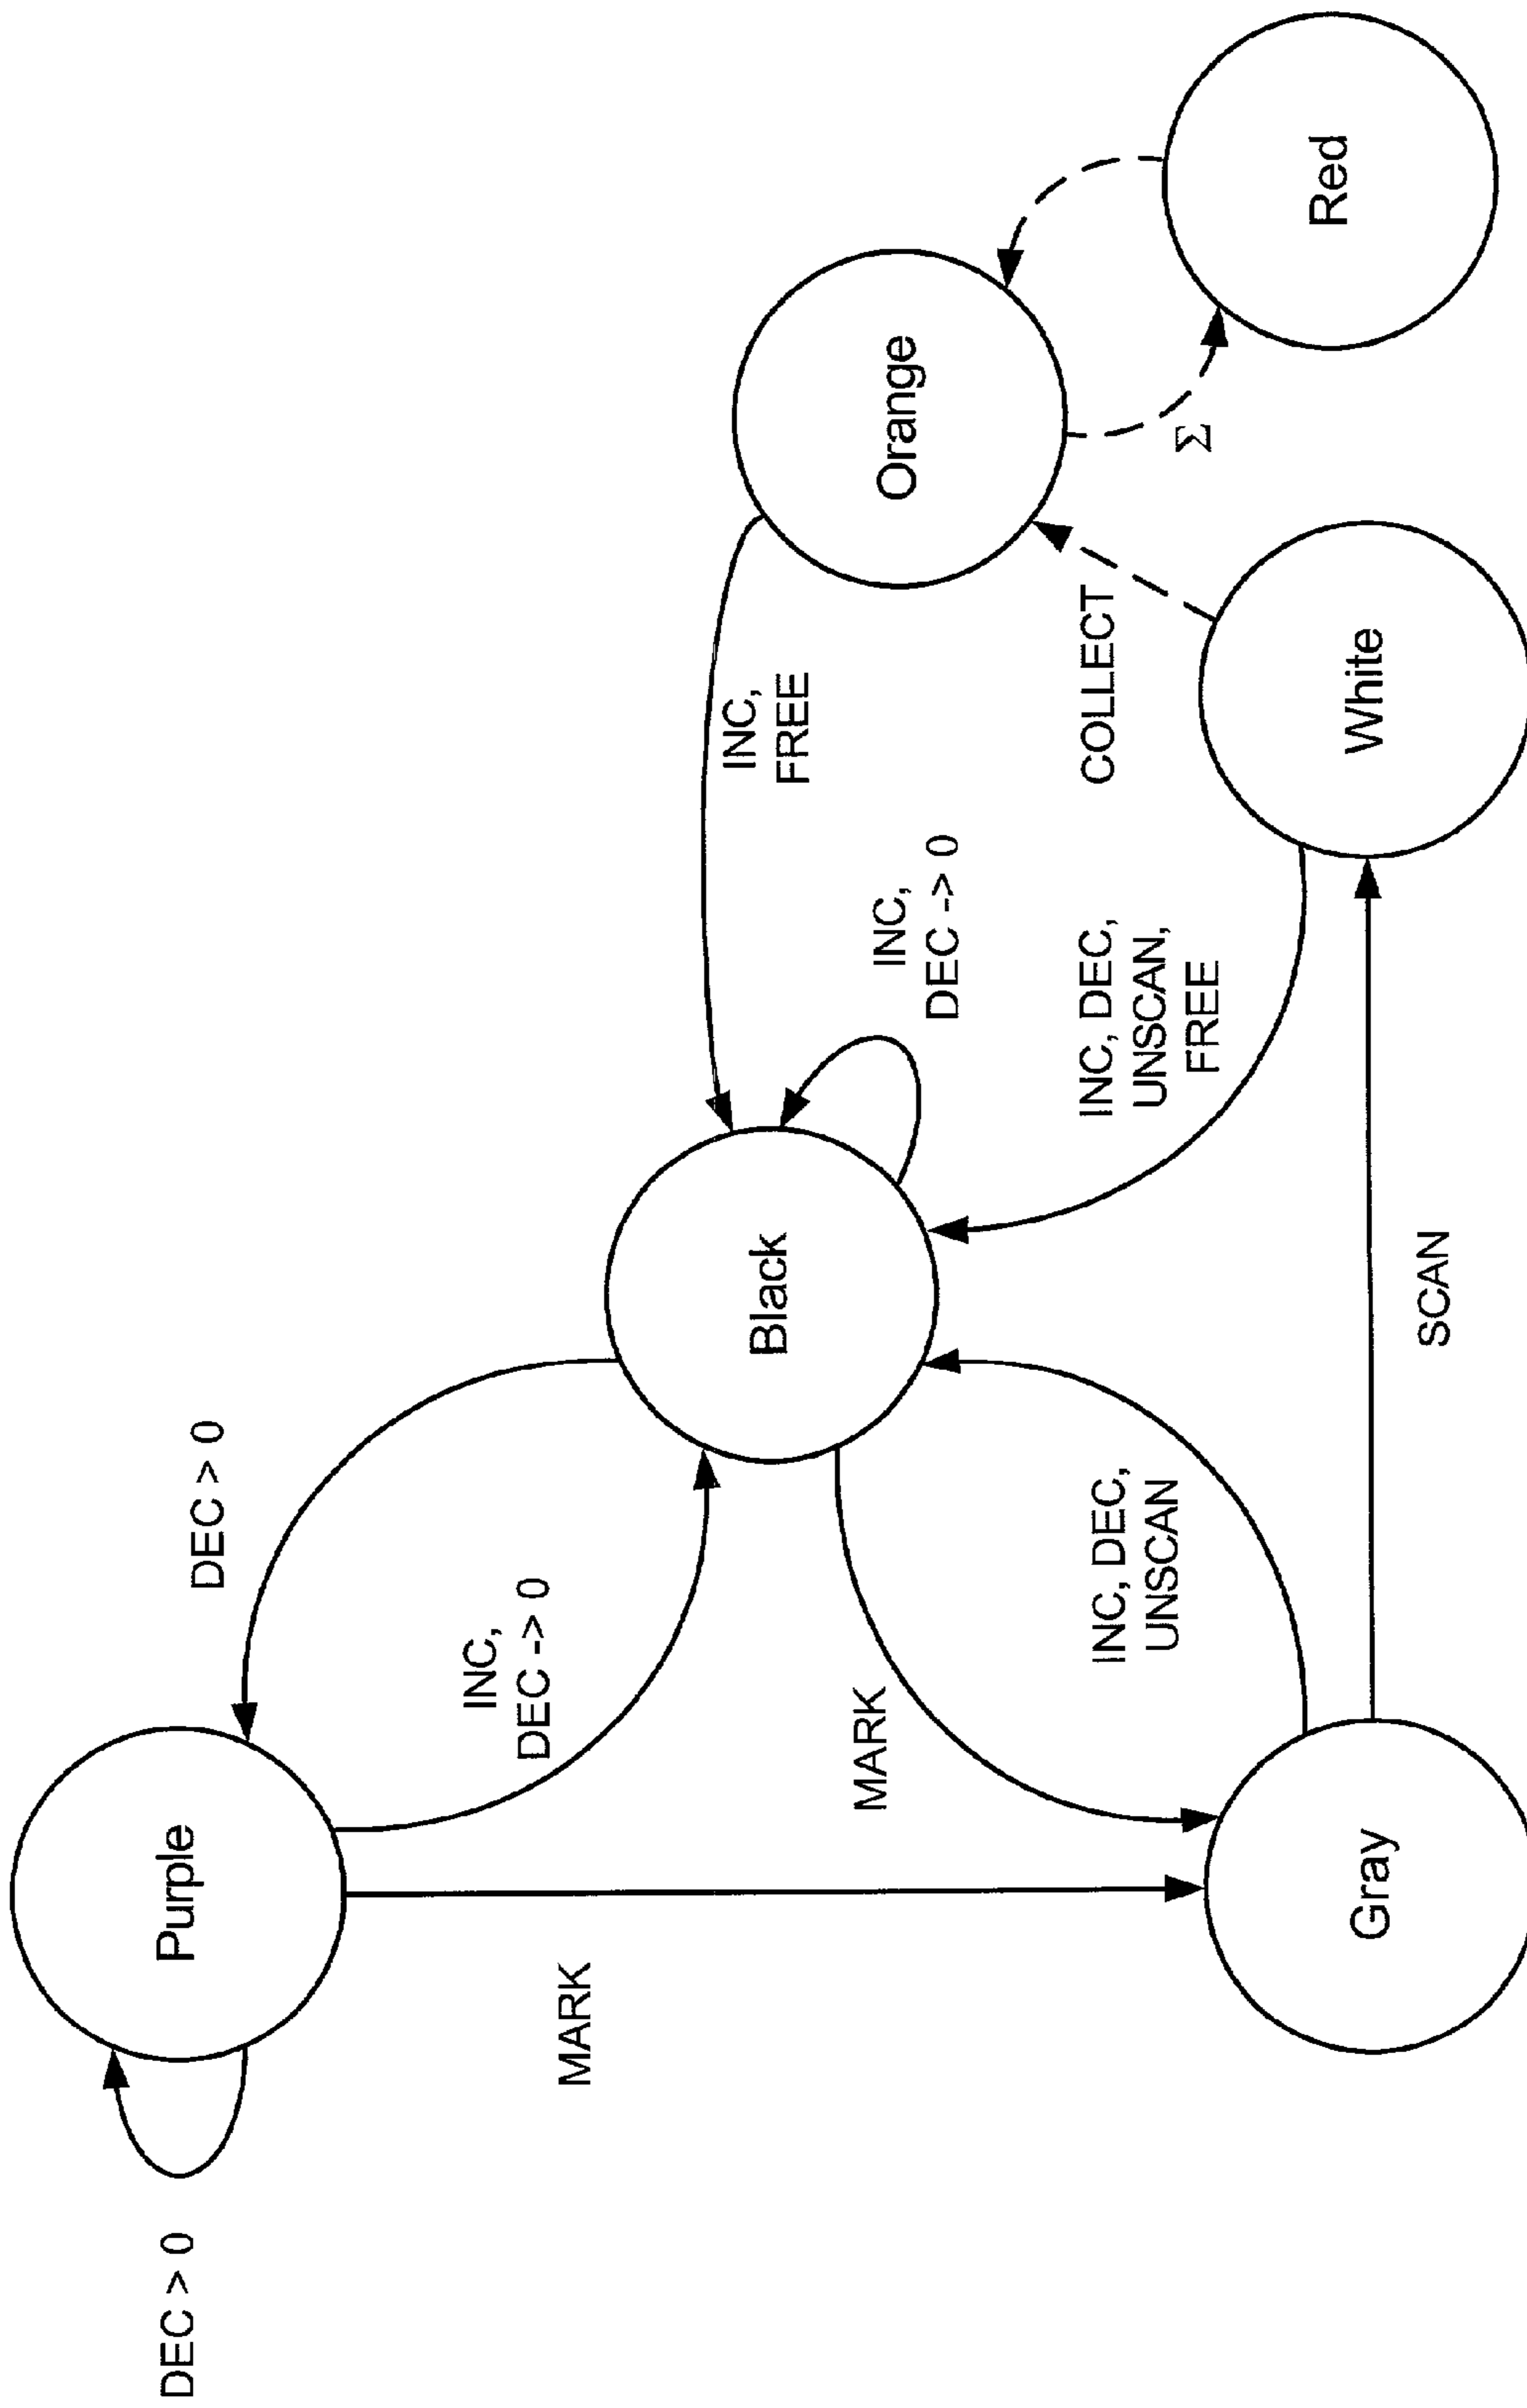 DEC > 0
Purple
DEC > 0
INC,
DEC -> 0
MARK
INC,
FREE
Black
MARK
INC,
DEC -> 0
Orange
INC, DEC,
UNSCAN
INC, DEC,
UNSCAN,
FREE
COLLECT
Σ
Red
Gray
White
SCAN